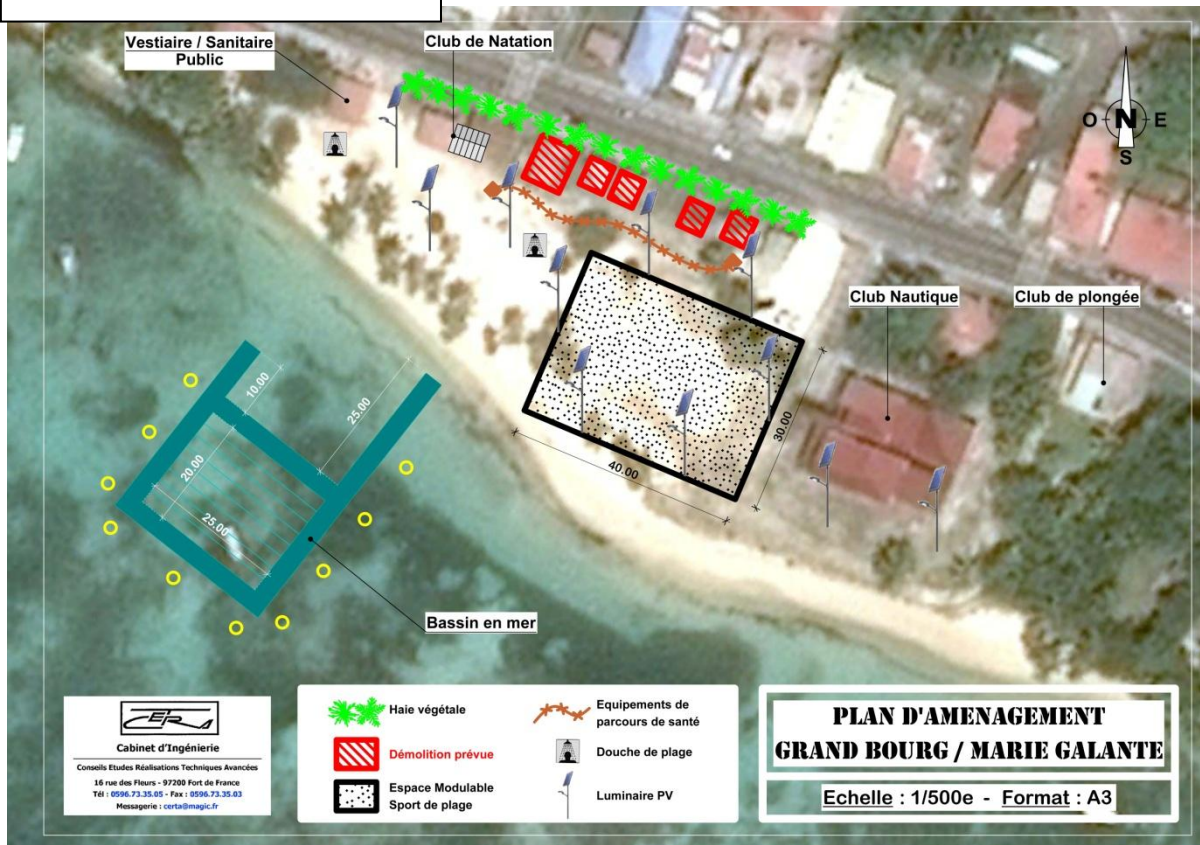 Vestiaire / Sanitaire
Public
Club de Natation
O N E
S
Club Nautique
Club de plongée
10.00
25.00
20.00
25.00
40.00
30.00
Bassin en mer
CERTA
Cabinet d'Ingénierie
Conseils Etudes Réalisations Techniques Avancées
16 rue des Fleurs - 97200 Fort de France
Tél : 0596.73.35.05 - Fax : 0596.73.35.03
Messagerie : certa@magic.fr
Haie végétale
Démolition prévue
Espace Modulable
Sport de plage
Equipements de
parcours de santé
Douche de plage
Luminaire PV
PLAN D'AMENAGEMENT
GRAND BOURG / MARIE GALANTE
Echelle : 1/500e - Format : A3